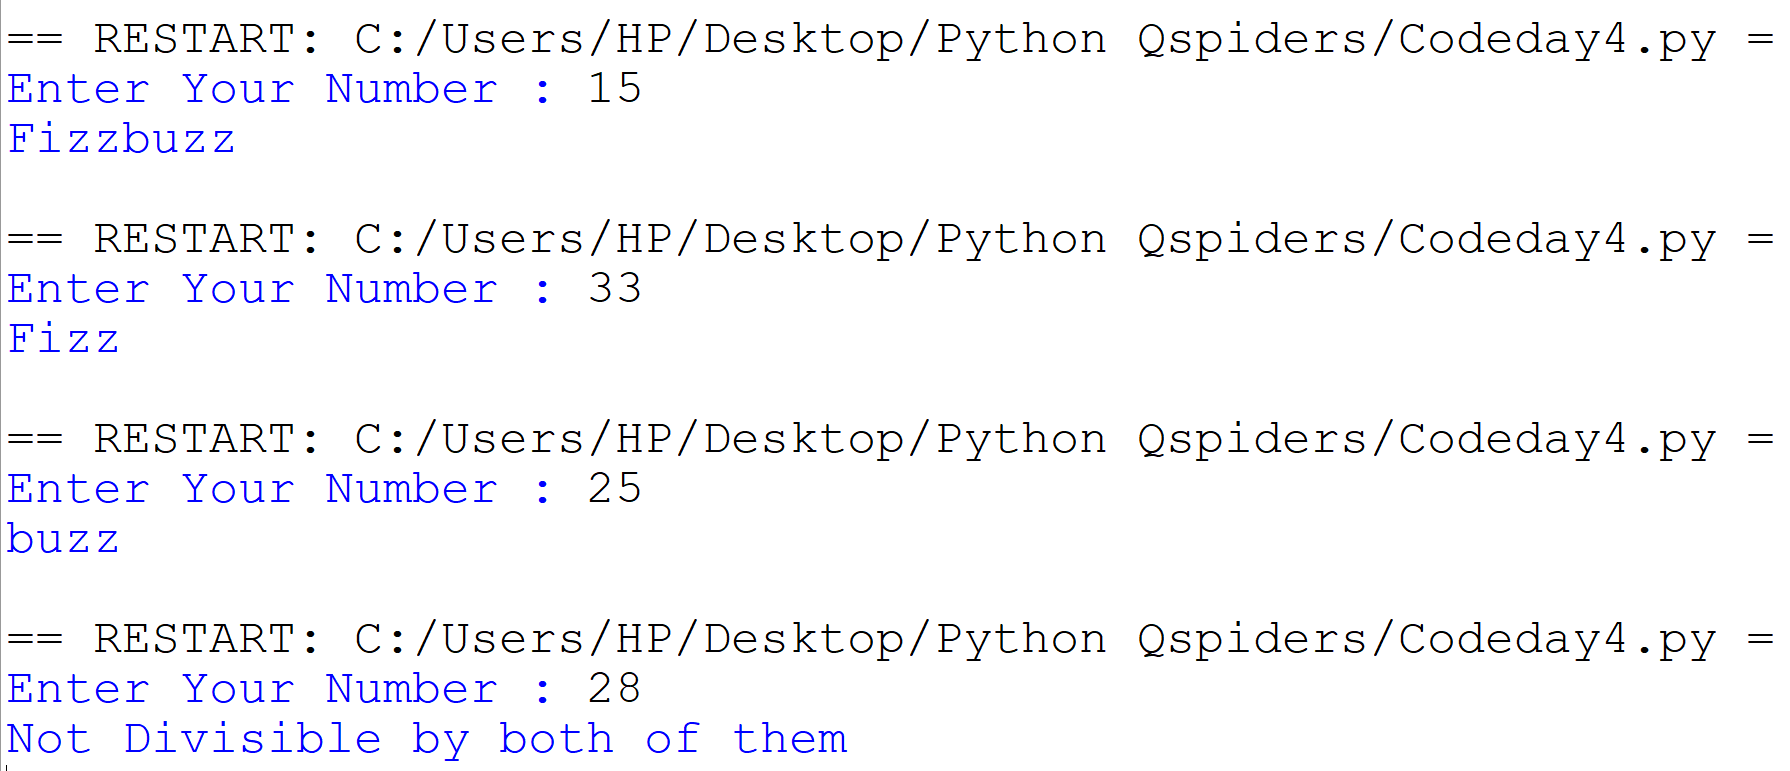 == RESTART: C:/Users/HP/Desktop/Python Qspiders/Codeday4.py =
Enter Your Number : 15
Fizzbuzz
== RESTART: C:/Users/HP/Desktop/Python Qspiders/Codeday4.py =
Enter Your Number : 33
Fizz
== RESTART: C:/Users/HP/Desktop/Python Qspiders/Codeday4.py =
Enter Your Number : 25
buzz
== RESTART: C:/Users/HP/Desktop/Python Qspiders/Codeday4.py =
Enter Your Number : 28
Not Divisible by both of them